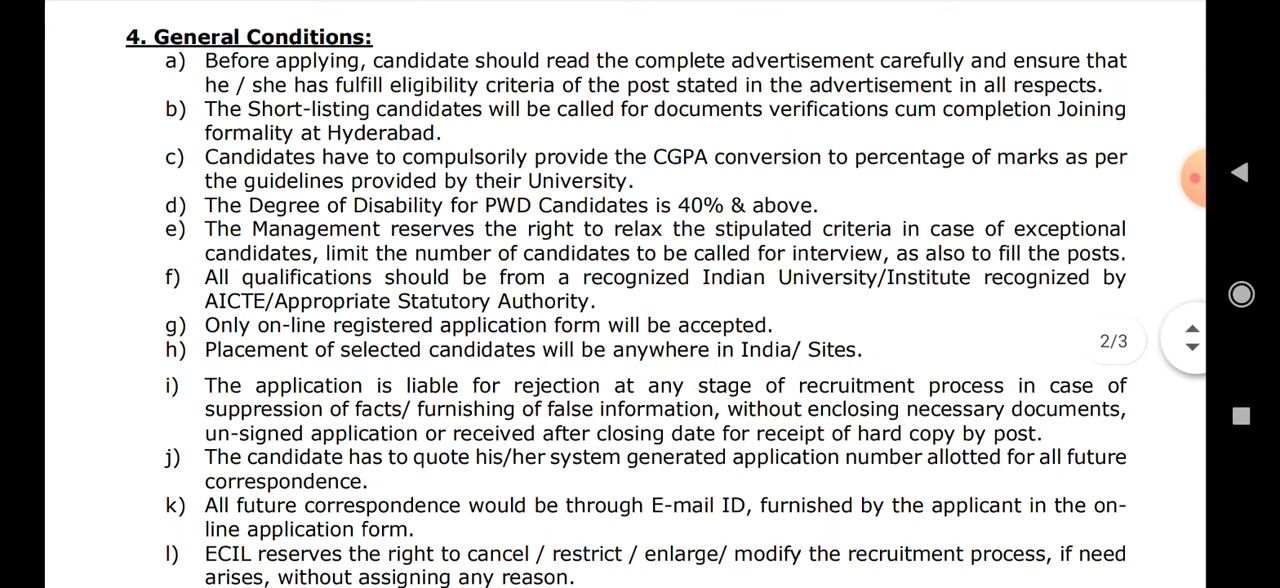 4. General Conditions:
a) Before applying, candidate should read the complete advertisement carefully and ensure that
he / she has fulfill eligibility criteria of the post stated in the advertisement in all respects.
b) The Short-listing candidates will be called for documents verifications cum completion Joining
formality at Hyderabad.
c) Candidates have to compulsorily provide the CGPA conversion to percentage of marks as per
the guidelines provided by their University.
d) The Degree of Disability for PWD Candidates is 40% & above.
e) The Management reserves the right to relax the stipulated criteria in case of exceptional
candidates, limit the number of candidates to be called for interview, as also to fill the posts.
f) All qualifications should be from a recognized Indian University/Institute recognized by
AICTE/Appropriate Statutory Authority.
g) Only on-line registered application form will be accepted.
h) Placement of selected candidates will be anywhere in India/ Sites.
2/3
i) The application is liable for rejection at any stage of recruitment process in case of
suppression of facts/ furnishing of false information, without enclosing necessary documents,
un-signed application or received after closing date for receipt of hard copy by post.
j) The candidate has to quote his/her system generated application number allotted for all future
correspondence.
k) All future correspondence would be through E-mail ID, furnished by the applicant in the on-
line application form.
l) ECIL reserves the right to cancel / restrict / enlarge/ modify the recruitment process, if need
arises, without assigning any reason.